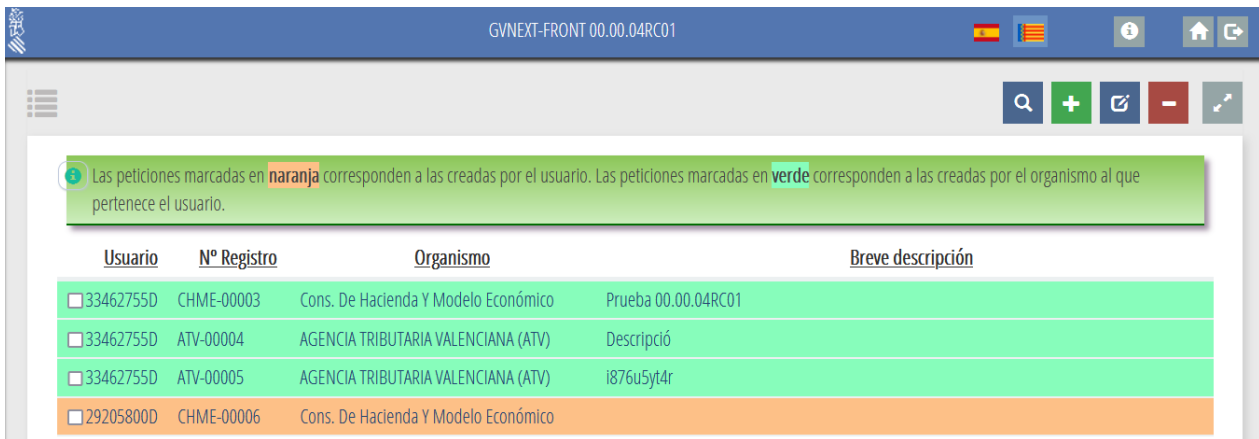 GVNEXT-FRONT 00.00.04RC01
Las peticiones marcadas en naranja corresponden a las creadas por el usuario. Las peticiones marcadas en verde corresponden a las creadas por el organismo al que
pertenece el usuario.
Usuario Nº Registro Organismo Breve descripción
33462755D CHME-00003 Cons. De Hacienda Y Modelo Económico Prueba 00.00.04RC01
33462755D ATV-00004 AGENCIA TRIBUTARIA VALENCIANA (ATV) Descripció
33462755D ATV-00005 AGENCIA TRIBUTARIA VALENCIANA (ATV) i876u5yt4r
29205800D CHME-00006 Cons. De Hacienda Y Modelo Económico